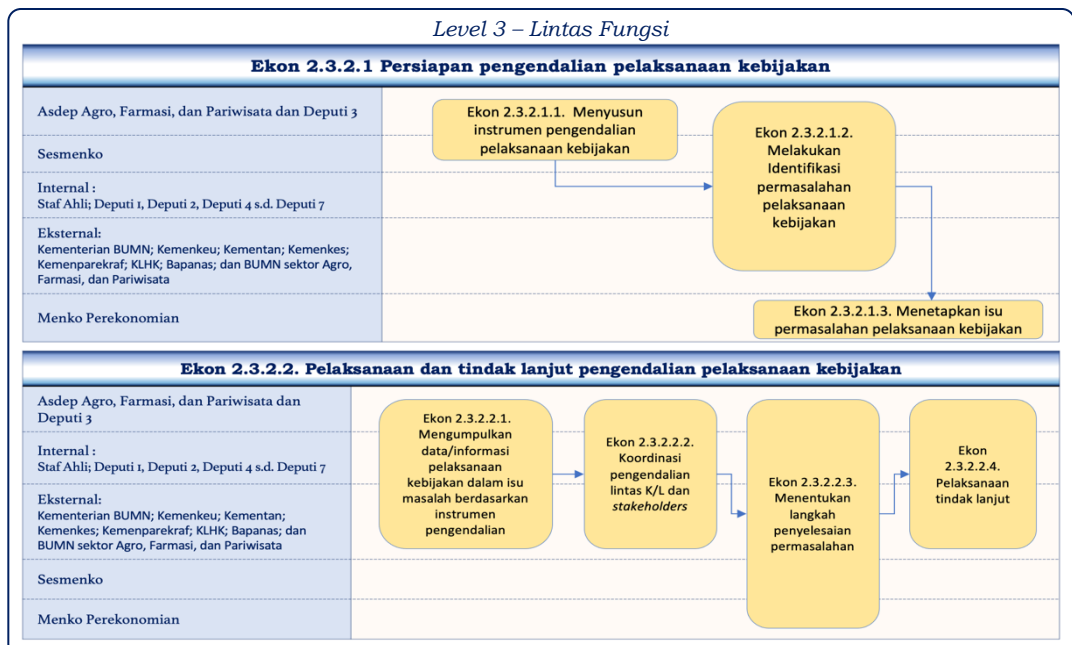 Level 3 – Lintas Fungsi
Ekon 2.3.2.1 Persiapan pengendalian pelaksanaan kebijakan
Asdep Agro, Farmasi, dan Pariwisata dan Deputi 3
Sesmenko
Internal :
Staf Ahli; Deputi 1, Deputi 2, Deputi 4 s.d. Deputi 7
Eksternal:
Kementerian BUMN; Kemenkeu; Kementan; Kemenkes;
Kemenparekraf; KLHK; Bapanas; dan BUMN sektor Agro,
Farmasi, dan Pariwisata
Menko Perekonomian
Ekon 2.3.2.1.1. Menyusun
instrumen pengendalian
pelaksanaan kebijakan
Ekon 2.3.2.1.2.
Melakukan
Identifikasi
permasalahan
pelaksanaan
kebijakan
Ekon 2.3.2.1.3. Menetapkan isu
permasalahan pelaksanaan kebijakan
Ekon 2.3.2.2. Pelaksanaan dan tindak lanjut pengendalian pelaksanaan kebijakan
Asdep Agro, Farmasi, dan Pariwisata dan
Deputi 3
Internal :
Staf Ahli; Deputi 1, Deputi 2, Deputi 4 s.d. Deputi 7
Eksternal:
Kementerian BUMN; Kemenkeu; Kementan;
Kemenkes; Kemenparekraf; KLHK; Bapanas; dan
BUMN sektor Agro, Farmasi, dan Pariwisata
Sesmenko
Menko Perekonomian
Ekon 2.3.2.2.1.
Mengumpulkan
data/informasi
pelaksanaan
kebijakan dalam isu
masalah berdasarkan
instrumen
pengendalian
Ekon 2.3.2.2.2.
Koordinasi
pengendalian
lintas K/L dan
stakeholders
Ekon 2.3.2.2.3.
Menentukan
langkah
penyelesaian
permasalahan
Ekon
2.3.2.2.4.
Pelaksanaan
tindak lanjut